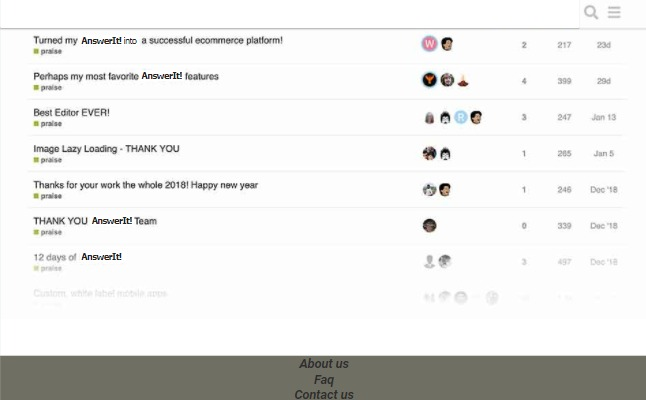 Turned my AnswerIt! into a successful ecommerce platform!
praise
2 217 23d
Perhaps my most favorite AnswerIt! features
praise
4 399 29d
Best Editor EVER!
praise
R
3 247 Jan 13
Image Lazy Loading - THANK YOU
praise
1 265 Jan 5
Thanks for your work the whole 2018! Happy new year
praise
1 246 Dec '18
THANK YOU AnswerIt! Team
praise
0 339 Dec '18
12 days of AnswerIt!
praise
3 457 Dec '18
Custom, white label mobile apps
About us
Faq
Contact us